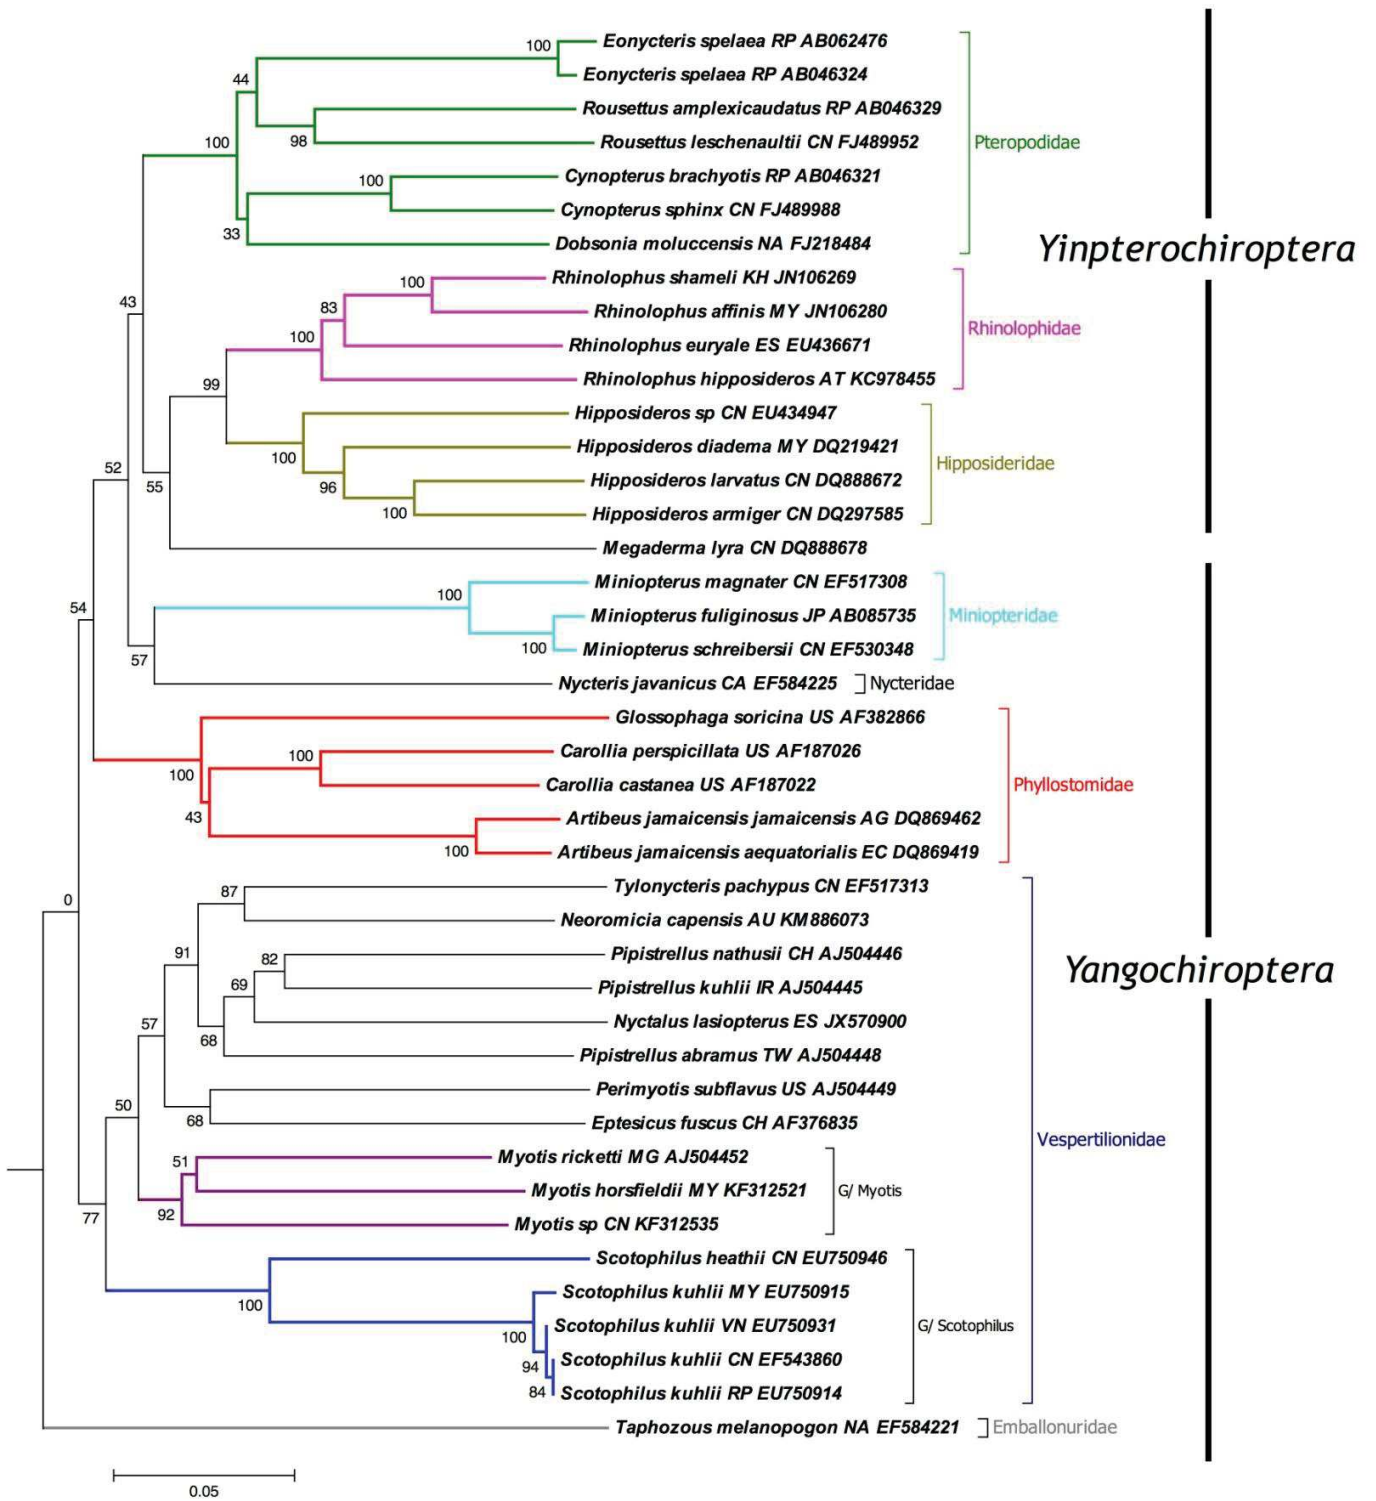 Eonycteris spelaea RP AB062476
100
Eonycteris spelaea RP AB046324
44
Rousettus amplexicaudatus RP AB046329
98
Rousettus leschenaultii CN FJ489952
100
Pteropodidae
Cynopterus brachyotis RP AB046321
100
Cynopterus sphinx CN FJ489988
33
Dobsonia moluccensis NA FJ218484
Yinpterochiroptera
Rhinolophus shameli KH JN106269
100
43
83
Rhinolophus affinis MY JN106280
Rhinolophidae
100
Rhinolophus euryale ES EU436671
Rhinolophus hipposideros AT KC978455
99
Hipposideros sp CN EU434947
Hipposideros diadema MY DQ219421
100
Hipposideridae
52
55
96
Hipposideros larvatus CN DQ888672
100
Hipposideros armiger CN DQ297585
Megaderma lyra CN DQ888678
Miniopterus magnater CN EF517308
100
54
Miniopterus fuliginosus JP AB085735
Miniopteridae
100
Miniopterus schreibersii CN EF530348
57
Nycteris javanicus CA EF584225
Nycteridae
Glossophaga soricina US AF382866
Carollia perspicillata US AF187026
100
100
Carollia castanea US AF187022
Phyllostomidae
43
Artibeus jamaicensis jamaicensis AG DQ869462
100
Artibeus jamaicensis aequatorialis EC DQ869419
Tylonycteris pachypus CN EF517313
87
0
Neoromicia capensis AU KM886073
91
Pipistrellus nathusii CH AJ504446
82
Yangochiroptera
69
Pipistrellus kuhlii IR AJ504445
57
68
Nyctalus lasiopterus ES JX570900
Pipistrellus abramus TW AJ504448
Perimyotis subflavus US AJ504449
50
68
Eptesicus fuscus CH AF376835
Vespertilionidae
Myotis ricketti MG AJ504452
51
Myotis horsfieldii MY KF312521
G/ Myotis
92
77
Myotis sp CN KF312535
Scotophilus heathii CN EU750946
100
Scotophilus kuhlii MY EU750915
100
Scotophilus kuhlii VN EU750931
G/ Scotophilus
94
Scotophilus kuhlii CN EF543860
84
Scotophilus kuhlii RP EU750914
Taphozous melanopogon NA EF584221
Emballonuridae
0.05